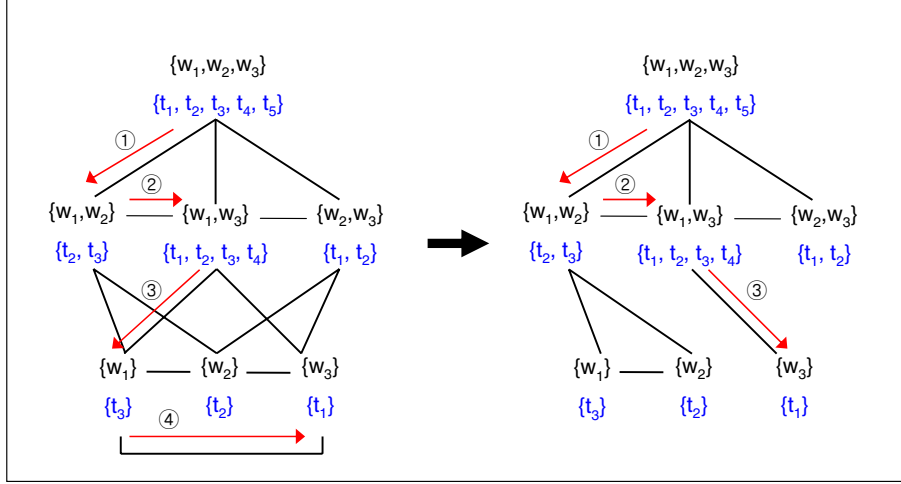 {w₁,w₂,w₃} {w₁,w₂,w₃}
{t₁, t₂, t₃, t₄, t₅} {t₁, t₂, t₃, t₄, t₅}
① ①
② ②
{w₁,w₂} {w₁,w₃} {w₂,w₃} {w₁,w₂} {w₁,w₃} {w₂,w₃}
{t₂, t₃} {t₁, t₂, t₃, t₄} {t₁, t₂} {t₂, t₃} {t₁, t₂, t₃, t₄} {t₁, t₂}
③ ③
{w₁} {w₂} {w₃} {w₁} {w₂} {w₃}
{t₃} {t₂} {t₁} {t₃} {t₂} {t₁}
④